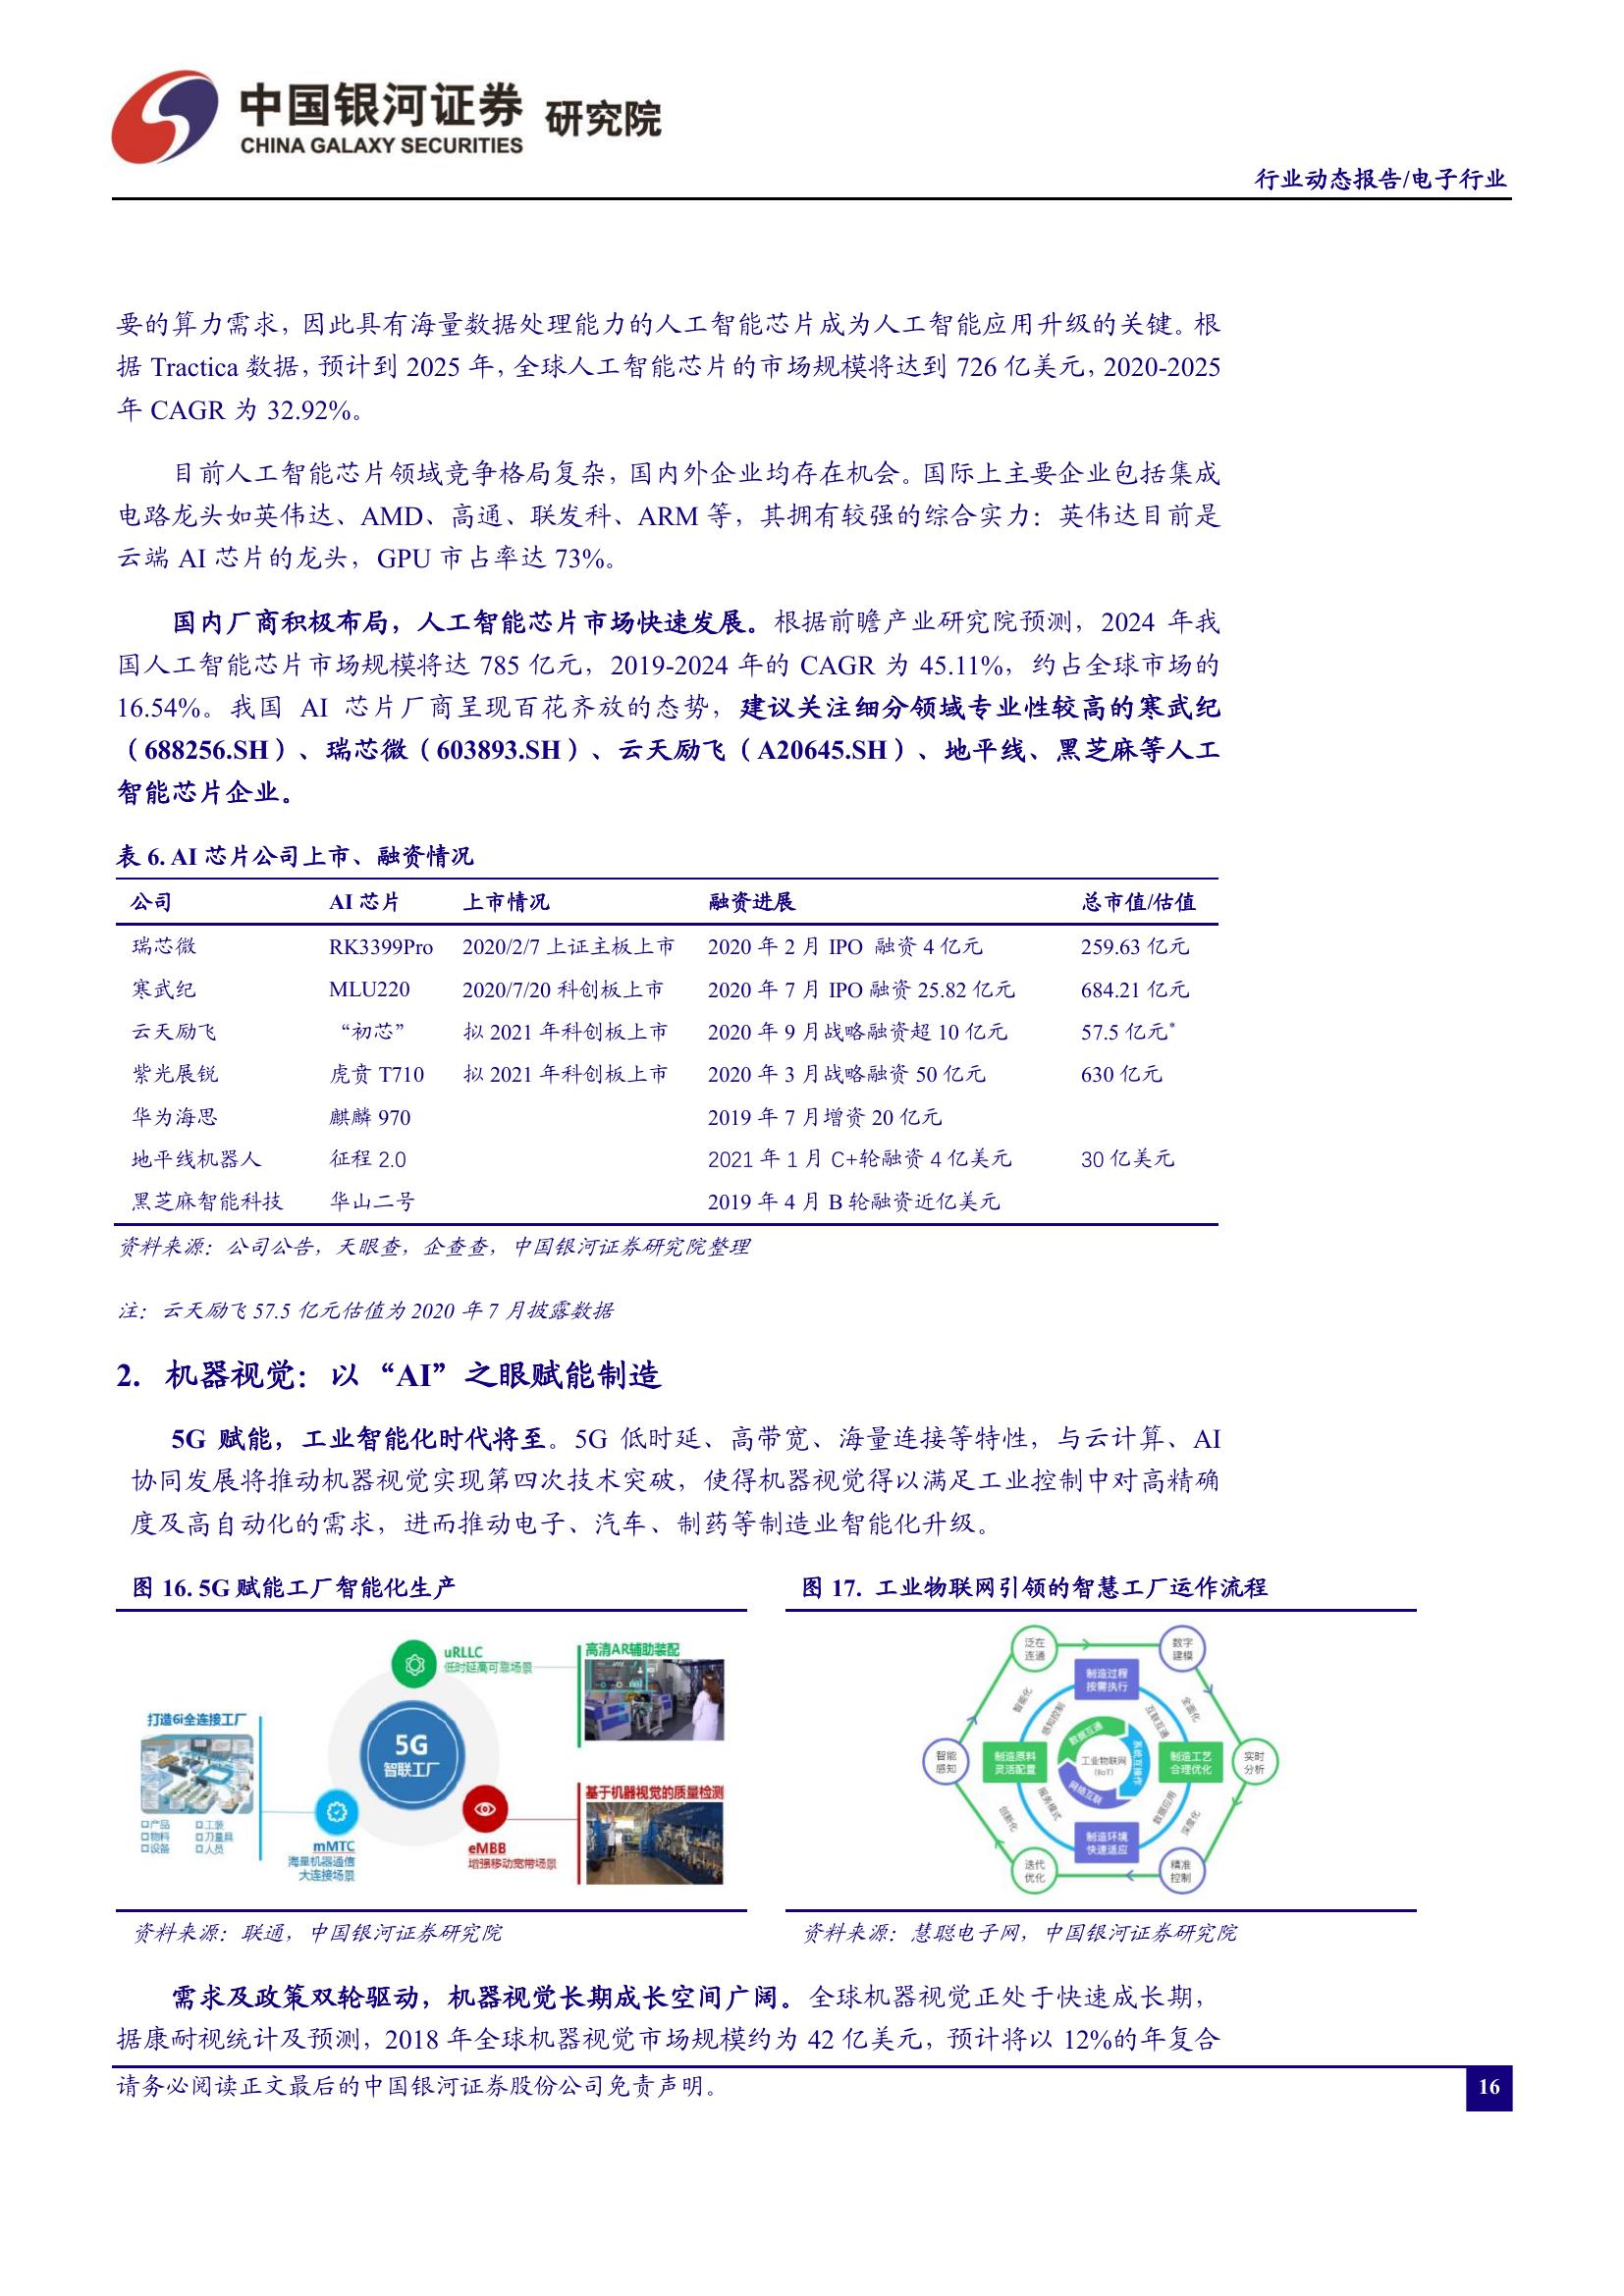 中国银河证券 研究院
CHINA GALAXY SECURITIES
行业动态报告/电子行业
要的算力需求，因此具有海量数据处理能力的人工智能芯片成为人工智能应用升级的关键。根
据 Tractica 数据，预计到 2025 年，全球人工智能芯片的市场规模将达到 726 亿美元，2020-2025
年 CAGR 为 32.92%。
目前人工智能芯片领域竞争格局复杂，国内外企业均存在机会。国际上主要企业包括集成
电路龙头如英伟达、AMD、高通、联发科、ARM 等，其拥有较强的综合实力：英伟达目前是
云端 AI 芯片的龙头，GPU 市占率达 73%。
国内厂商积极布局，人工智能芯片市场快速发展。根据前瞻产业研究院预测，2024 年我
国人工智能芯片市场规模将达 785 亿元，2019-2024 年的 CAGR 为 45.11%，约占全球市场的
16.54%。我国 AI 芯片厂商呈现百花齐放的态势，建议关注细分领域专业性较高的寒武纪
（688256.SH）、瑞芯微（603893.SH）、云天励飞（A20645.SH）、地平线、黑芝麻等人工
智能芯片企业。
表 6. AI 芯片公司上市、融资情况
公司 AI 芯片 上市情况 融资进展 总市值/估值
瑞芯微 RK3399Pro 2020/2/7 上证主板上市 2020 年 2 月 IPO 融资 4 亿元 259.63 亿元
寒武纪 MLU220 2020/7/20 科创板上市 2020 年 7 月 IPO 融资 25.82 亿元 684.21 亿元
云天励飞 “初芯” 拟 2021 年科创板上市 2020 年 9 月战略融资超 10 亿元 57.5 亿元*
紫光展锐 虎贲 T710 拟 2021 年科创板上市 2020 年 3 月战略融资 50 亿元 630 亿元
华为海思 麒麟 970 2019 年 7 月增资 20 亿元
地平线机器人 征程 2.0 2021 年 1 月 C+轮融资 4 亿美元 30 亿美元
黑芝麻智能科技 华山二号 2019 年 4 月 B 轮融资近亿美元
资料来源：公司公告，天眼查，企查查，中国银河证券研究院整理
注：云天励飞 57.5 亿元估值为 2020 年 7 月披露数据
2. 机器视觉：以“AI”之眼赋能制造
5G 赋能，工业智能化时代将至。5G 低时延、高带宽、海量连接等特性，与云计算、AI
协同发展将推动机器视觉实现第四次技术突破，使得机器视觉得以满足工业控制中对高精确
度及高自动化的需求，进而推动电子、汽车、制药等制造业智能化升级。
图 16. 5G 赋能工厂智能化生产
uRLLC
低时延高可靠场景
高清AR辅助装配
打造6i全连接工厂
5G
智联工厂
基于机器视觉的质量检测
产品 工装
物料 刀量具
设备 人员
mMTC
海量机器通信
大连接场景
eMBB
增强移动宽带场景
资料来源：联通，中国银河证券研究院
图 17. 工业物联网引领的智慧工厂运作流程
泛在
连通
数字
建模
制造过程
按需执行
智能化
感知控制
互联互通
全面化
数据互通
智能
感知
制造原料
灵活配置
工业物联网
(IIoT)
系统互操作
制造工艺
合理优化
实时
分析
网络互联
创新化
服务模式
数据应用
深度化
制造环境
快速适应
迭代
优化
精准
控制
资料来源：慧聪电子网，中国银河证券研究院
需求及政策双轮驱动，机器视觉长期成长空间广阔。全球机器视觉正处于快速成长期，
据康耐视统计及预测，2018 年全球机器视觉市场规模约为 42 亿美元，预计将以 12%的年复合
请务必阅读正文最后的中国银河证券股份公司免责声明。
16